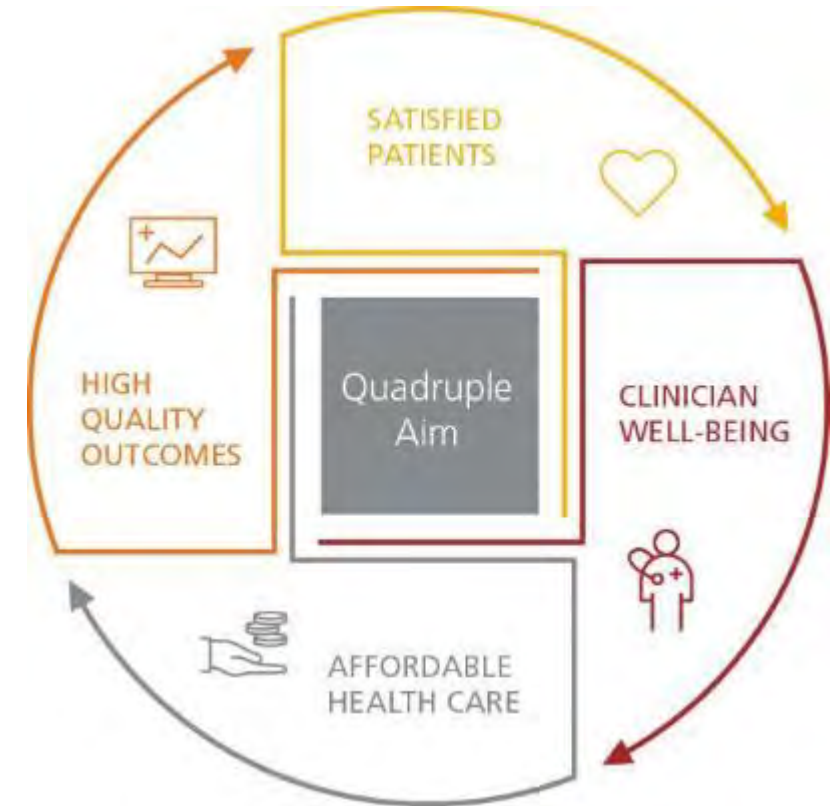 SATISFIED
PATIENTS
HIGH
QUALITY
OUTCOMES
Quadruple
Aim
CLINICIAN
WELL-BEING
AFFORDABLE
HEALTH CARE